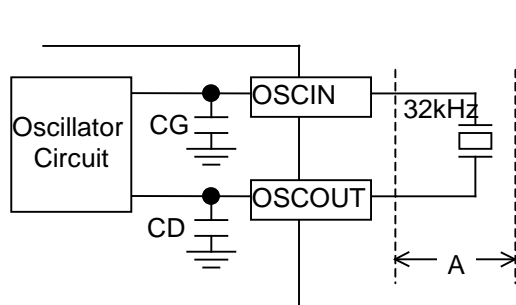 OSCIN
32kHz
Oscillator
Circuit
CG
OSCOUT
CD
A